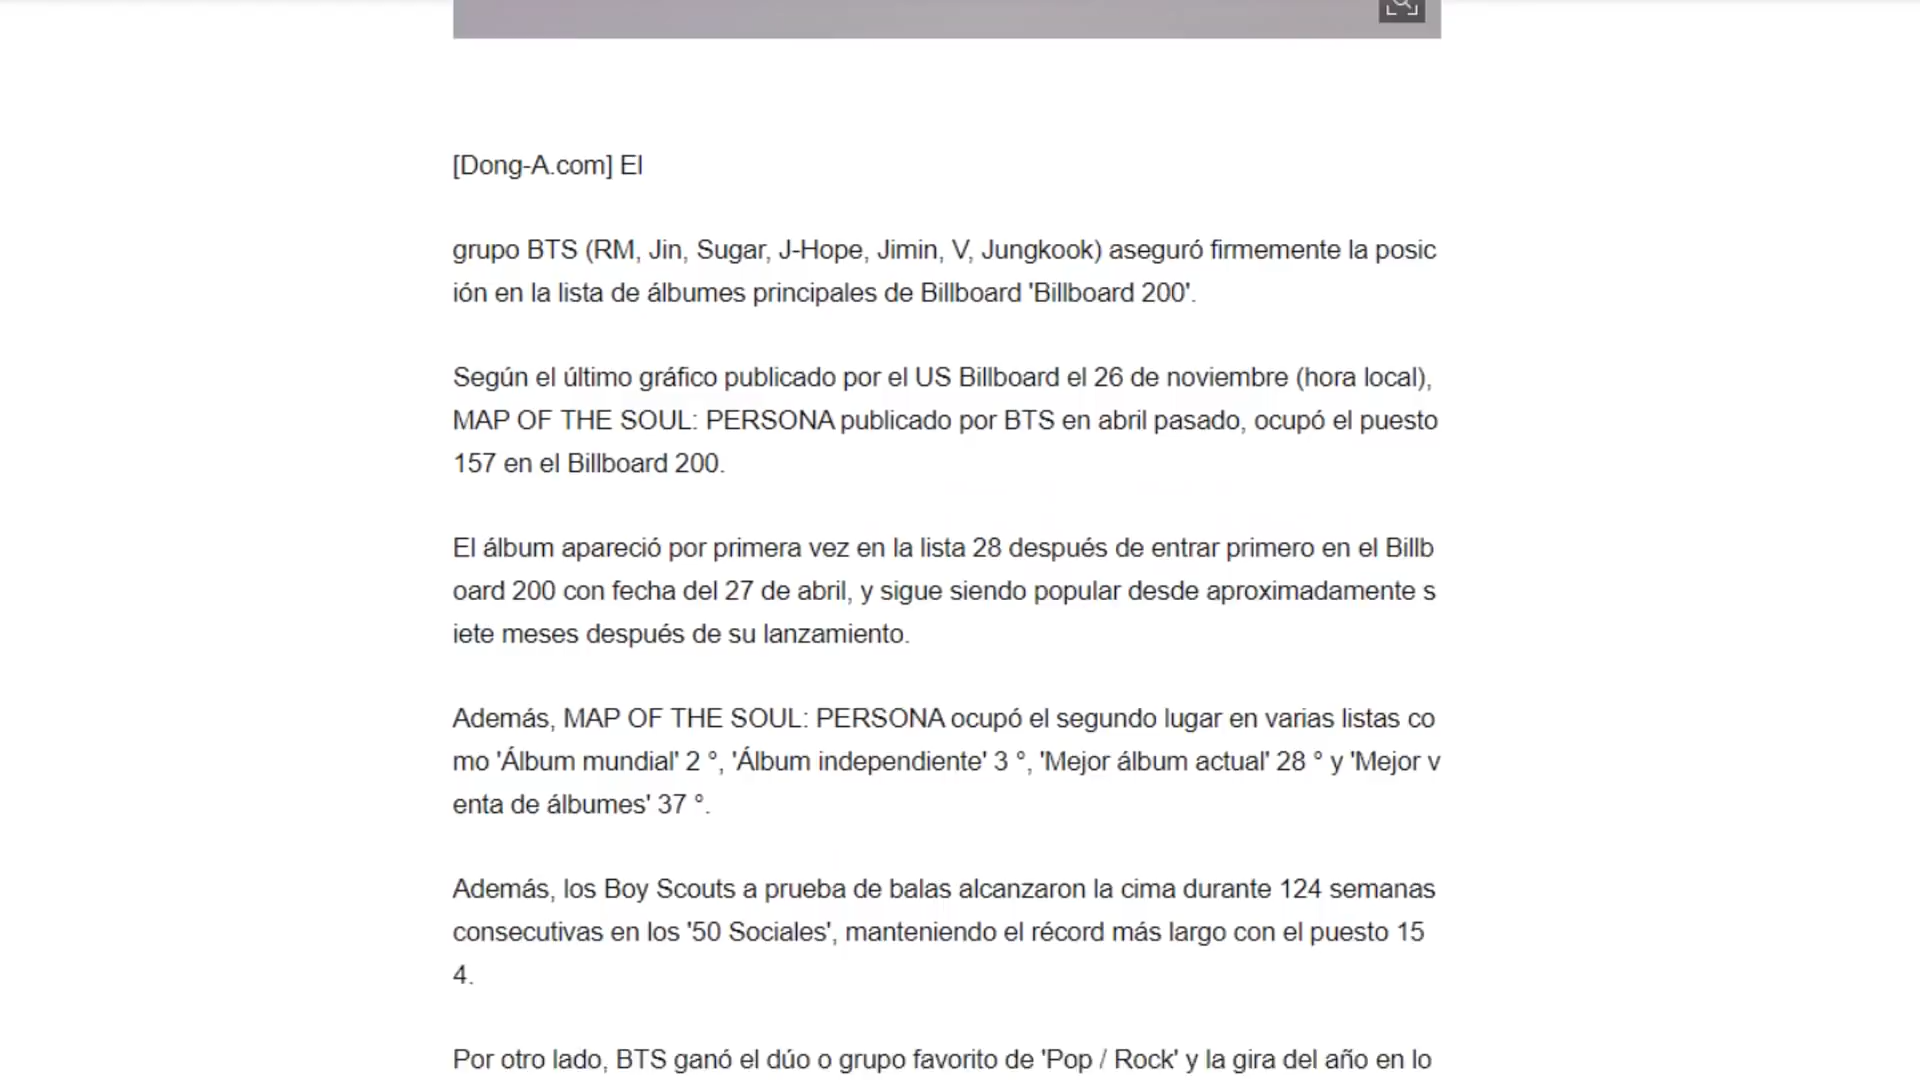 [Dong-A.com] El
grupo BTS (RM, Jin, Sugar, J-Hope, Jimin, V, Jungkook) aseguró firmemente la posic
ión en la lista de álbumes principales de Billboard 'Billboard 200'.
Según el último gráfico publicado por el US Billboard el 26 de noviembre (hora local),
MAP OF THE SOUL: PERSONA publicado por BTS en abril pasado, ocupó el puesto
157 en el Billboard 200.
El álbum apareció por primera vez en la lista 28 después de entrar primero en el Billb
oard 200 con fecha del 27 de abril, y sigue siendo popular desde aproximadamente s
iete meses después de su lanzamiento.
Además, MAP OF THE SOUL: PERSONA ocupó el segundo lugar en varias listas co
mo 'Álbum mundial' 2 °, 'Álbum independiente' 3 °, 'Mejor álbum actual' 28 ° y 'Mejor v
enta de álbumes' 37 °.
Además, los Boy Scouts a prueba de balas alcanzaron la cima durante 124 semanas
consecutivas en los '50 Sociales', manteniendo el récord más largo con el puesto 15
4.
Por otro lado, BTS ganó el dúo o grupo favorito de 'Pop / Rock' y la gira del año en lo